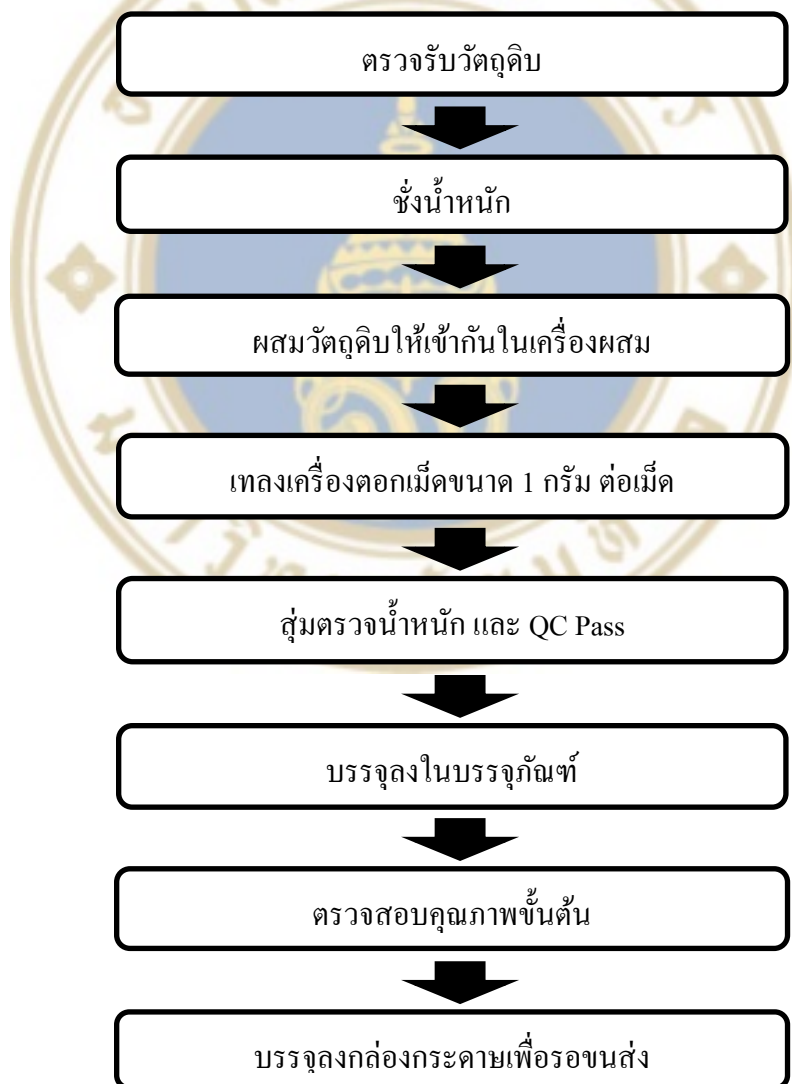 ตรวจรับวัตถุดิบ
ชั่งน้ำหนัก
ผสมวัตถุดิบให้เข้ากันในเครื่องผสม
เทลงเครื่องตอกเม็ดขนาด 1 กรัม ต่อเม็ด
สุ่มตรวจน้ำหนัก และ QC Pass
บรรจุลงในบรรจุภัณฑ์
ตรวจสอบคุณภาพขั้นต้น
บรรจุลงกล่องกระดาษเพื่อรอขนส่ง